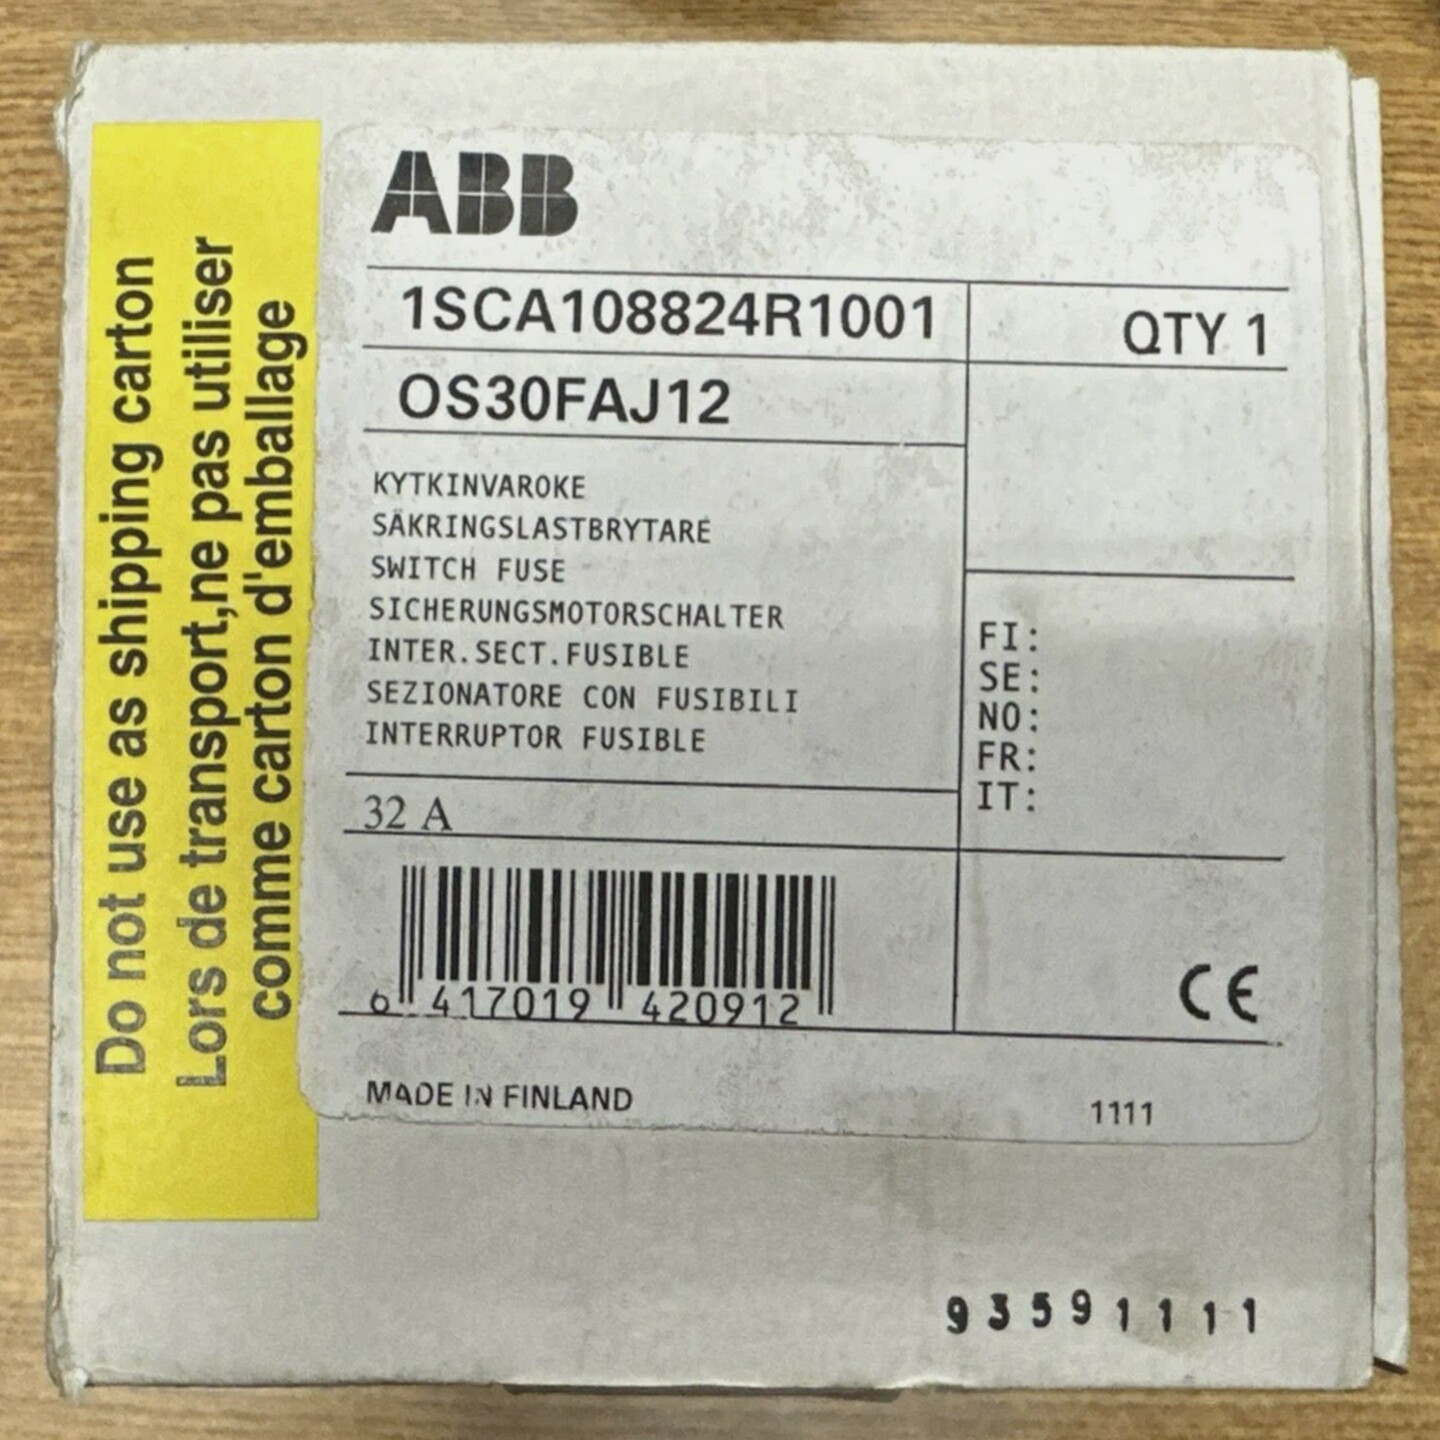 Do not use as shipping carton
Lors de transport,ne pas utiliser
comme carton d'emballage
ABB
1SCA108824R1001
QTY 1
OS30FAJ12
KYTKINVAROKE
SÄKRINGSLASTBRYTARE
SWITCH FUSE
SICHERUNGSMOTORSCHALTER
INTER.SECT.FUSIBLE
SEZIONATORE CON FUSIBILI
INTERRUPTOR FUSIBLE
FI:
SE:
NO:
FR:
IT:
32 A
6 417019 420912
CE
MADE IN FINLAND
1111
93591111